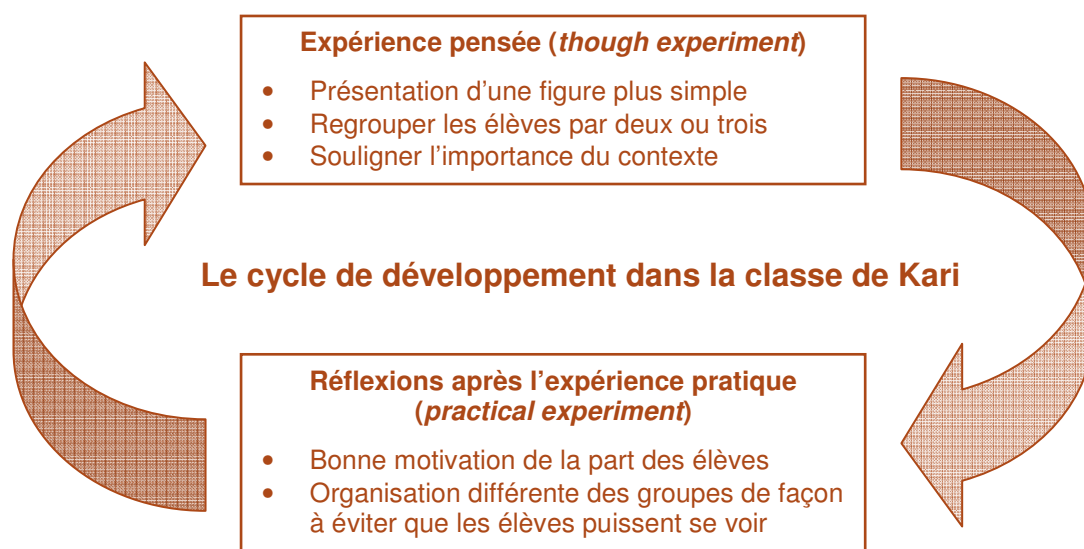 Expérience pensée (though experiment)
• Présentation d'une figure plus simple
• Regrouper les élèves par deux ou trois
• Souligner l'importance du contexte
Le cycle de développement dans la classe de Kari
Réflexions après l'expérience pratique
(practical experiment)
• Bonne motivation de la part des élèves
• Organisation différente des groupes de façon
à éviter que les élèves puissent se voir